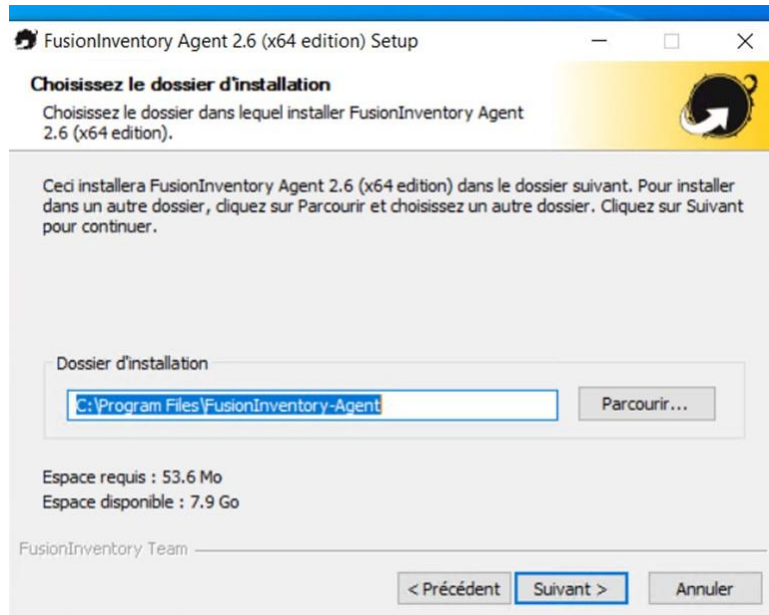 FusionInventory Agent 2.6 (x64 edition) Setup
Choisissez le dossier d'installation
Choisissez le dossier dans lequel installer FusionInventory Agent
2.6 (x64 edition).
Ceci installera FusionInventory Agent 2.6 (x64 edition) dans le dossier suivant. Pour installer
dans un autre dossier, cliquez sur Parcourir et choisissez un autre dossier. Cliquez sur Suivant
pour continuer.
Dossier d'installation
C:\Program Files\FusionInventory-Agent
Parcourir...
Espace requis : 53.6 Mo
Espace disponible : 7.9 Go
FusionInventory Team
< Précédent
Suivant >
Annuler